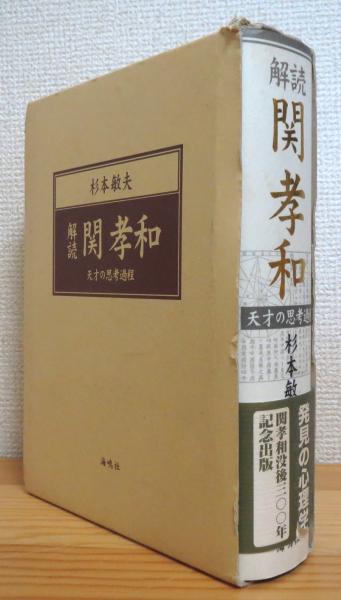 杉本敏夫
解読 関孝和
天才の思考過程
海鳴社
解読
関孝和
天才の思考過
杉本敏
発見の心理学
関孝和没後三〇〇年
記念出版